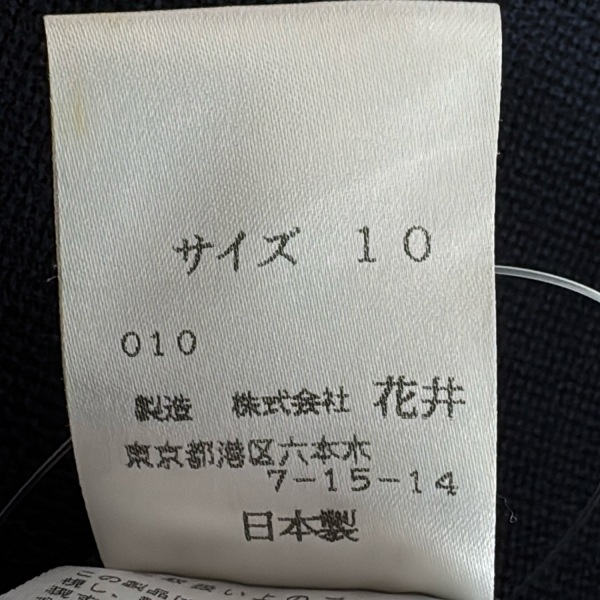 サイズ 10
010
製造 株式会社 花井
東京都港区六本木
7-15-14
日本製